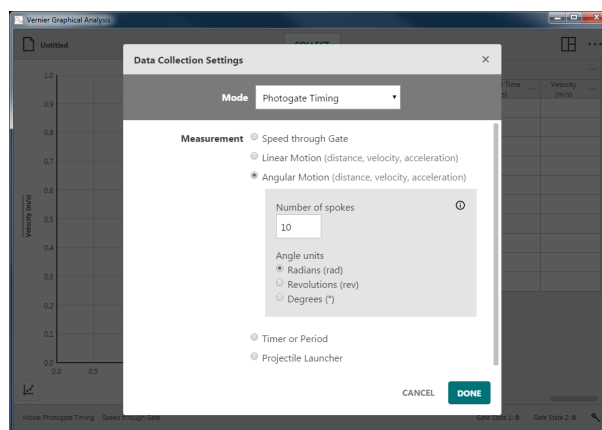 Vernier Graphical Analysis
Untitled
COLLECT
Data Collection Settings
Mode
Photogate Timing
Measurement
Speed through Gate
Linear Motion (distance, velocity, acceleration)
Angular Motion (distance, velocity, acceleration)
Number of spokes
10
Angle units
Radians (rad)
Revolutions (rev)
Degrees (°)
Timer or Period
Projectile Launcher
CANCEL
DONE
Velocity (m/s)
1.0
0.9
0.8
0.7
0.6
0.5
0.4
0.3
0.2
0.1
0.0
0.0
0.5
Time
Velocity
(m/s)
Mode: Photogate Timing Speed through Gate
Gate State 1: 0 Gate State 2: 0